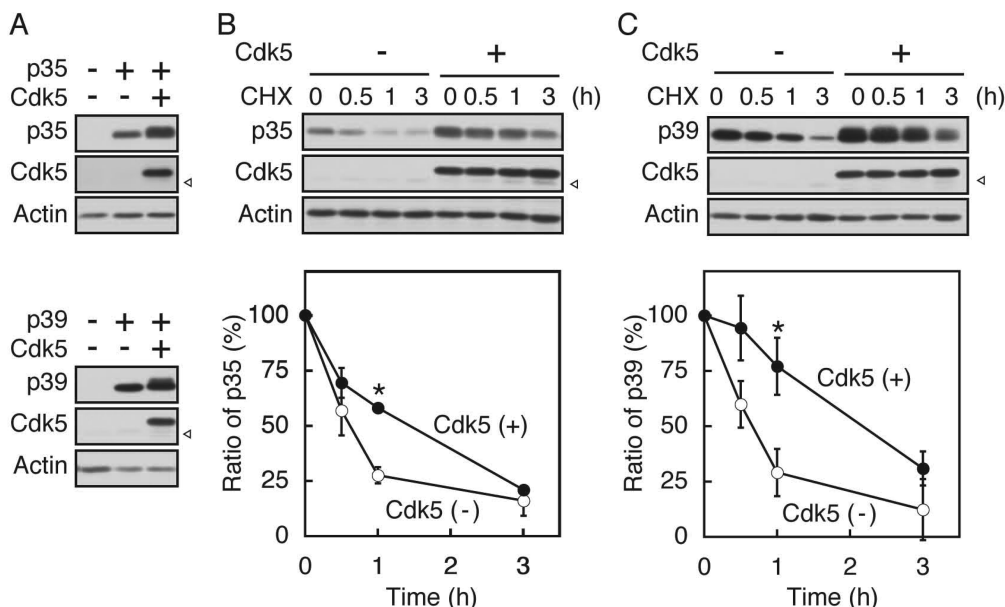 A
p35 - + +
Cdk5 - - +
p35
Cdk5
Actin
p39 - + +
Cdk5 - - +
p39
Cdk5
Actin
B
Cdk5 - +
CHX 0 0.5 1 3 0 0.5 1 3 (h)
p35
Cdk5
Actin
Ratio of p35 (%)
100
75
50
25
0
*
Cdk5 (+)
Cdk5 (-)
0 1 2 3
Time (h)
C
Cdk5 - +
CHX 0 0.5 1 3 0 0.5 1 3 (h)
p39
Cdk5
Actin
Ratio of p39 (%)
100
75
50
25
0
*
Cdk5 (+)
Cdk5 (-)
0 1 2 3
Time (h)